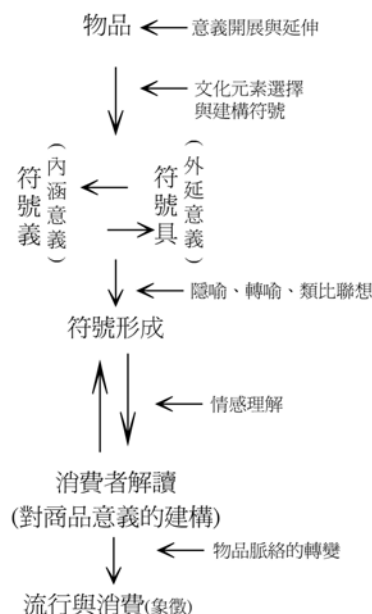 物品
意義開展與延伸
文化元素選擇
與建構符號
符號義
(內涵意義)
符號具
(外延意義)
隱喻、轉喻、類比聯想
符號形成
情感理解
消費者解讀
(對商品意義的建構)
物品脈絡的轉變
流行與消費(象徵)